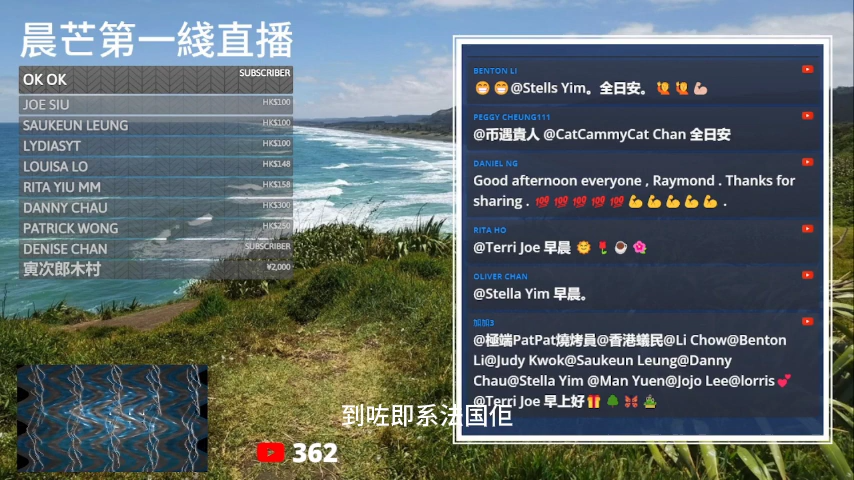 晨芒第一綫直播
OK OK SUBSCRIBER
JOE SIU HK$100
SAUKEUN LEUNG HK$100
LYDIASYT HK$100
LOUISA LO HK$148
RITA YIU MM HK$158
DANNY CHAU HK$300
PATRICK WONG HK$250
DENISE CHAN SUBSCRIBER
寅次郎木村 ¥2,000
BENTON LI
😁😁@Stells Yim。全日安。🙋🙋💪
PEGGY CHEUNG111
@币遇貴人 @CatCammyCat Chan 全日安
DANIEL NG
Good afternoon everyone , Raymond . Thanks for
sharing . 💯💯💯💯💯💪💪💪💪💪 .
RITA HO
@Terri Joe 早晨 🌞🌷☕🌺
OLIVER CHAN
@Stella Yim 早晨。
加加3
@極端PatPat燒烤員@香港蟻民@Li Chow@Benton
Li@Judy Kwok@Saukeun Leung@Danny
Chau@Stella Yim @Man Yuen@Jojo Lee@lorris💕
@Terri Joe 早上好🎁🌳
到咗即系法国佢
362